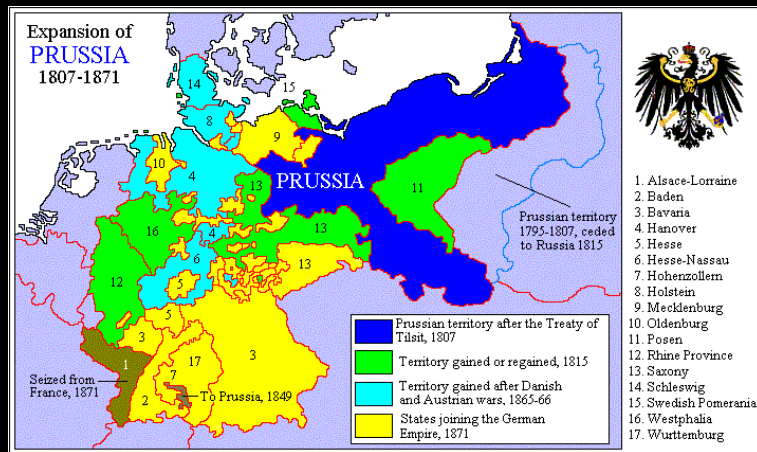 Expansion of
PRUSSIA
1807-1871
14
15
8
9
10
4
13
PRUSSIA
11
16
4
13
Prussian territory
1795-1807, ceded
to Russia 1815
6
13
12
5
5
3
1
17
3
7
2
Seized from
France, 1871
To Prussia, 1849
Prussian territory after the Treaty of
Tilsit, 1807
Territory gained or regained, 1815
Territory gained after Danish
and Austrian wars, 1865-66
States joining the German
Empire, 1871
1. Alsace-Lorraine
2. Baden
3. Bavaria
4. Hanover
5. Hesse
6. Hesse-Nassau
7. Hohenzollern
8. Holstein
9. Mecklenburg
10. Oldenburg
11. Posen
12. Rhine Province
13. Saxony
14. Schleswig
15. Swedish Pomerania
16. Westphalia
17. Wurttemburg